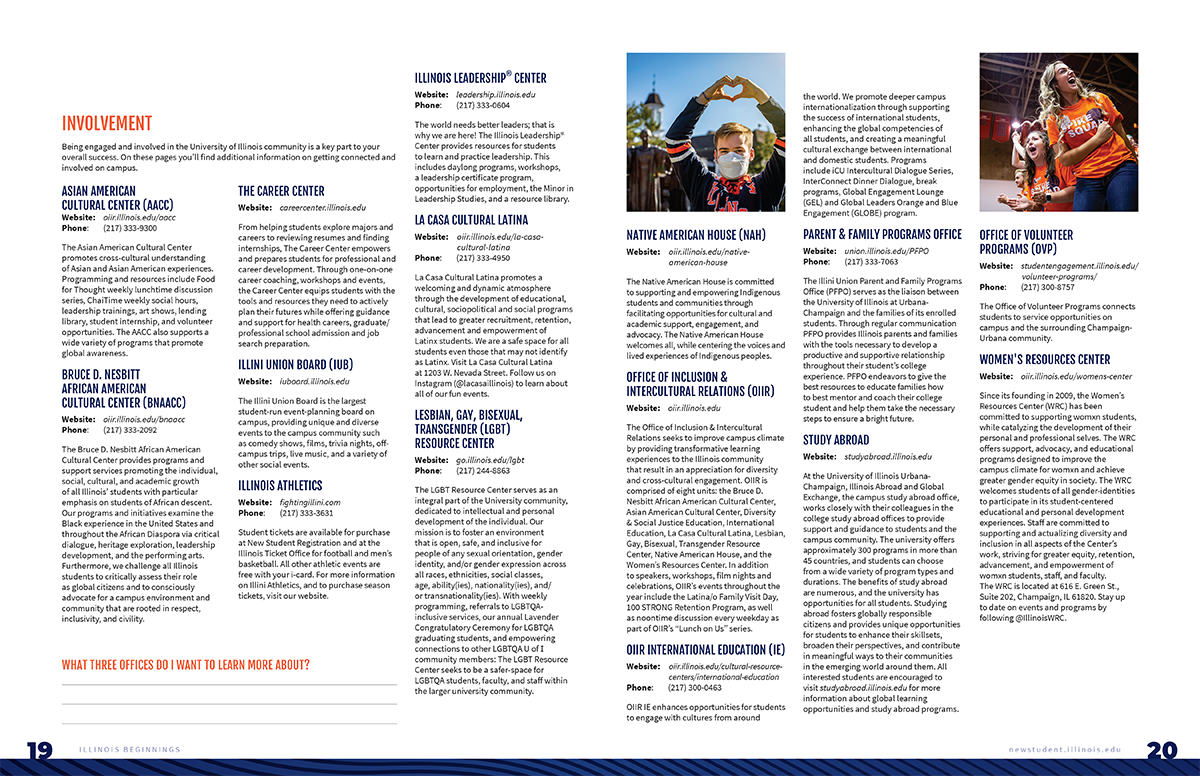 INVOLVEMENT
Being engaged and involved in the University of Illinois community is a key part to your
overall success. On these pages you'll find additional information on getting connected and
involved on campus.
ASIAN AMERICAN
CULTURAL CENTER (AACC)
Website: oiir.illinois.edu/aacc
Phone: (217) 333-9300
The Asian American Cultural Center
promotes cross-cultural understanding
of Asian and Asian American experiences.
Programming and resources include Food
for Thought weekly lunchtime discussion
series, ChaiTime weekly social hours,
leadership trainings, art shows, lending
library, student internship, and volunteer
opportunities. The AACC also supports a
wide variety of programs that promote
global awareness.
BRUCE D. NESBITT
AFRICAN AMERICAN
CULTURAL CENTER (BNAACC)
Website: oiir.illinois.edu/bnaacc
Phone: (217) 333-2092
The Bruce D. Nesbitt African American
Cultural Center provides programs and
support services promoting the individual,
social, cultural, and academic growth
of all Illinois' students with particular
emphasis on students of African descent.
Our programs and initiatives examine the
Black experience in the United States and
throughout the African Diaspora via critical
dialogue, heritage exploration, leadership
development, and the performing arts.
Furthermore, we challenge all Illinois
students to critically assess their role
as global citizens and to consciously
advocate for a campus environment and
community that are rooted in respect,
inclusivity, and civility.
THE CAREER CENTER
Website: careercenter.illinois.edu
From helping students explore majors and
careers to reviewing resumes and finding
internships, The Career Center empowers
and prepares students for professional and
career development. Through one-on-one
career coaching, workshops and events,
the Career Center equips students with the
tools and resources they need to actively
plan their futures while offering guidance
and support for health careers, graduate/
professional school admission and job
search preparation.
ILLINI UNION BOARD (IUB)
Website: iuboard.illinois.edu
The Illini Union Board is the largest
student-run event-planning board on
campus, providing unique and diverse
events to the campus community such
as comedy shows, films, trivia nights, off-
campus trips, live music, and a variety of
other social events.
ILLINOIS ATHLETICS
Website: fightingillini.com
Phone: (217) 333-3631
Student tickets are available for purchase
at New Student Registration and at the
Illinois Ticket Office for football and men's
basketball. All other athletic events are
free with your i-card. For more information
on Illini Athletics, and to purchase season
tickets, visit our website.
WHAT THREE OFFICES DO I WANT TO LEARN MORE ABOUT?
ILLINOIS LEADERSHIP® CENTER
Website: leadership.illinois.edu
Phone: (217) 333-0604
The world needs better leaders; that is
why we are here! The Illinois Leadership®
Center provides resources for students
to learn and practice leadership. This
includes daylong programs, workshops,
a leadership certificate program,
opportunities for employment, the Minor in
Leadership Studies, and a resource library.
LA CASA CULTURAL LATINA
Website: oiir.illinois.edu/la-casa-
cultural-latina
Phone: (217) 333-4950
La Casa Cultural Latina promotes a
welcoming and dynamic atmosphere
through the development of educational,
cultural, sociopolitical and social programs
that lead to greater recruitment, retention,
advancement and empowerment of
Latinx students. We are a safe space for all
students even those that may not identify
as Latinx. Visit La Casa Cultural Latina
at 1203 W. Nevada Street. Follow us on
Instagram (@lacasaillinois) to learn about
all of our fun events.
LESBIAN, GAY, BISEXUAL,
TRANSGENDER (LGBT)
RESOURCE CENTER
Website: go.illinois.edu/lgbt
Phone: (217) 244-8863
The LGBT Resource Center serves as an
integral part of the University community,
dedicated to intellectual and personal
development of the individual. Our
mission is to foster an environment
that is open, safe, and inclusive for
people of any sexual orientation, gender
identity, and/or gender expression across
all races, ethnicities, social classes,
age, ability(ies), nationality(ies), and/
or transnationality(ies). With weekly
programming, referrals to LGBTQA-
inclusive services, our annual Lavender
Congratulatory Ceremony for LGBTQA
graduating students, and empowering
connections to other LGBTQA U of I
community members: The LGBT Resource
Center seeks to be a safer-space for
LGBTQA students, faculty, and staff within
the larger university community.
19 ILLINOIS BEGINNINGS
NATIVE AMERICAN HOUSE (NAH)
Website: oiir.illinois.edu/native-
american-house
The Native American House is committed
to supporting and empowering Indigenous
students and communities through
facilitating opportunities for cultural and
academic support, engagement, and
advocacy. The Native American House
welcomes all, while centering the voices and
lived experiences of Indigenous peoples.
OFFICE OF INCLUSION &
INTERCULTURAL RELATIONS (OIIR)
Website: oiir.illinois.edu
The Office of Inclusion & Intercultural
Relations seeks to improve campus climate
by providing transformative learning
experiences to the Illinois community
that result in an appreciation for diversity
and cross-cultural engagement. OIIR is
comprised of eight units: the Bruce D.
Nesbitt African American Cultural Center,
Asian American Cultural Center, Diversity
& Social Justice Education, International
Education, La Casa Cultural Latina, Lesbian,
Gay, Bisexual, Transgender Resource
Center, Native American House, and the
Women's Resources Center. In addition
to speakers, workshops, film nights and
celebrations, OIIR's events throughout the
year include the Latina/o Family Visit Day,
100 STRONG Retention Program, as well
as noontime discussion every weekday as
part of OIIR's "Lunch on Us" series.
OIIR INTERNATIONAL EDUCATION (IE)
Website: oiir.illinois.edu/cultural-resource-
centers/international-education
Phone: (217) 300-0463
OIIR IE enhances opportunities for students
to engage with cultures from around
the world. We promote deeper campus
internationalization through supporting
the success of international students,
enhancing the global competencies of
all students, and creating a meaningful
cultural exchange between international
and domestic students. Programs
include iCU Intercultural Dialogue Series,
InterConnect Dinner Dialogue, break
programs, Global Engagement Lounge
(GEL) and Global Leaders Orange and Blue
Engagement (GLOBE) program.
PARENT & FAMILY PROGRAMS OFFICE
Website: union.illinois.edu/PFPO
Phone: (217) 333-7063
The Illini Union Parent and Family Programs
Office (PFPO) serves as the liaison between
the University of Illinois at Urbana-
Champaign and the families of its enrolled
students. Through regular communication
PFPO provides Illinois parents and families
with the tools necessary to develop a
productive and supportive relationship
throughout their student's college
experience. PFPO endeavors to give the
best resources to educate families how
to best mentor and coach their college
student and help them take the necessary
steps to ensure a bright future.
STUDY ABROAD
Website: studyabroad.illinois.edu
At the University of Illinois Urbana-
Champaign, Illinois Abroad and Global
Exchange, the campus study abroad office,
works closely with their colleagues in the
college study abroad offices to provide
support and guidance to students and the
campus community. The university offers
approximately 300 programs in more than
45 countries, and students can choose
from a wide variety of program types and
durations. The benefits of study abroad
are numerous, and the university has
opportunities for all students. Studying
abroad fosters globally responsible
citizens and provides unique opportunities
for students to enhance their skillsets,
broaden their perspectives, and contribute
in meaningful ways to their communities
in the emerging world around them. All
interested students are encouraged to
visit studyabroad.illinois.edu for more
information about global learning
opportunities and study abroad programs.
SPIKE
SQUAD
OFFICE OF VOLUNTEER
PROGRAMS (OVP)
Website: studentengagement.illinois.edu/
volunteer-programs/
Phone: (217) 300-8757
The Office of Volunteer Programs connects
students to service opportunities on
campus and the surrounding Champaign-
Urbana community.
WOMEN'S RESOURCES CENTER
Website: oiir.illinois.edu/womens-center
Since its founding in 2009, the Women's
Resources Center (WRC) has been
committed to supporting womxn students,
while catalyzing the development of their
personal and professional selves. The WRC
offers support, advocacy, and educational
programs designed to improve the
campus climate for womxn and achieve
greater gender equity in society. The WRC
welcomes students of all gender-identities
to participate in its student-centered
educational and personal development
experiences. Staff are committed to
supporting and actualizing diversity and
inclusion in all aspects of the Center's
work, striving for greater equity, retention,
advancement, and empowerment of
womxn students, staff, and faculty.
The WRC is located at 616 E. Green St.,
Suite 202, Champaign, IL 61820. Stay up
to date on events and programs by
following @IllinoisWRC.
newstudent.illinois.edu 20